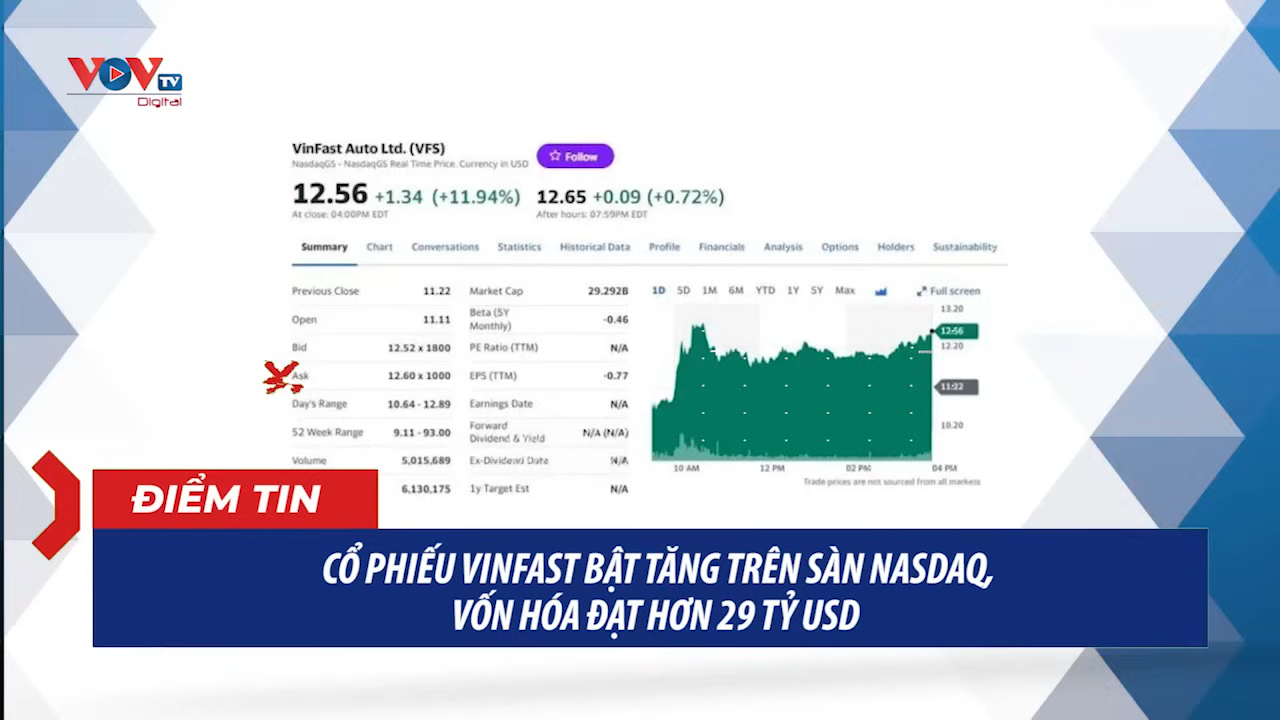 VOV TV
Digital
VinFast Auto Ltd. (VFS)
NasdaqGS - NasdaqGS Real Time Price. Currency in USD
Follow
12.56 +1.34 (+11.94%)
12.65 +0.09 (+0.72%)
At close: 04:00PM EDT
After hours: 07:59PM EDT
Summary Chart Conversations Statistics Historical Data Profile Financials Analysis Options Holders Sustainability
Previous Close 11.22
Open 11.11
Bid 12.52 x 1800
Ask 12.60 x 1000
Day's Range 10.64 - 12.89
52 Week Range 9.11 - 93.00
Volume 5,015,689
6,130,175
Market Cap 29.292B
Beta (5Y
Monthly) -0.46
PE Ratio (TTM) N/A
EPS (TTM) -0.77
Earnings Date N/A
Forward
Dividend & Yield N/A (N/A)
Ex-Dividend Date N/A
1y Target Est N/A
1D 5D 1M 6M YTD 1Y 5Y Max Full screen
13.20
12.56
12.20
11.22
10.20
10 AM 12 PM 02 PM 04 PM
Trade prices are not sourced from all markets
ĐIỂM TIN
CỔ PHIẾU VINFAST BẬT TĂNG TRÊN SÀN NASDAQ,
VỐN HÓA ĐẠT HƠN 29 TỶ USD